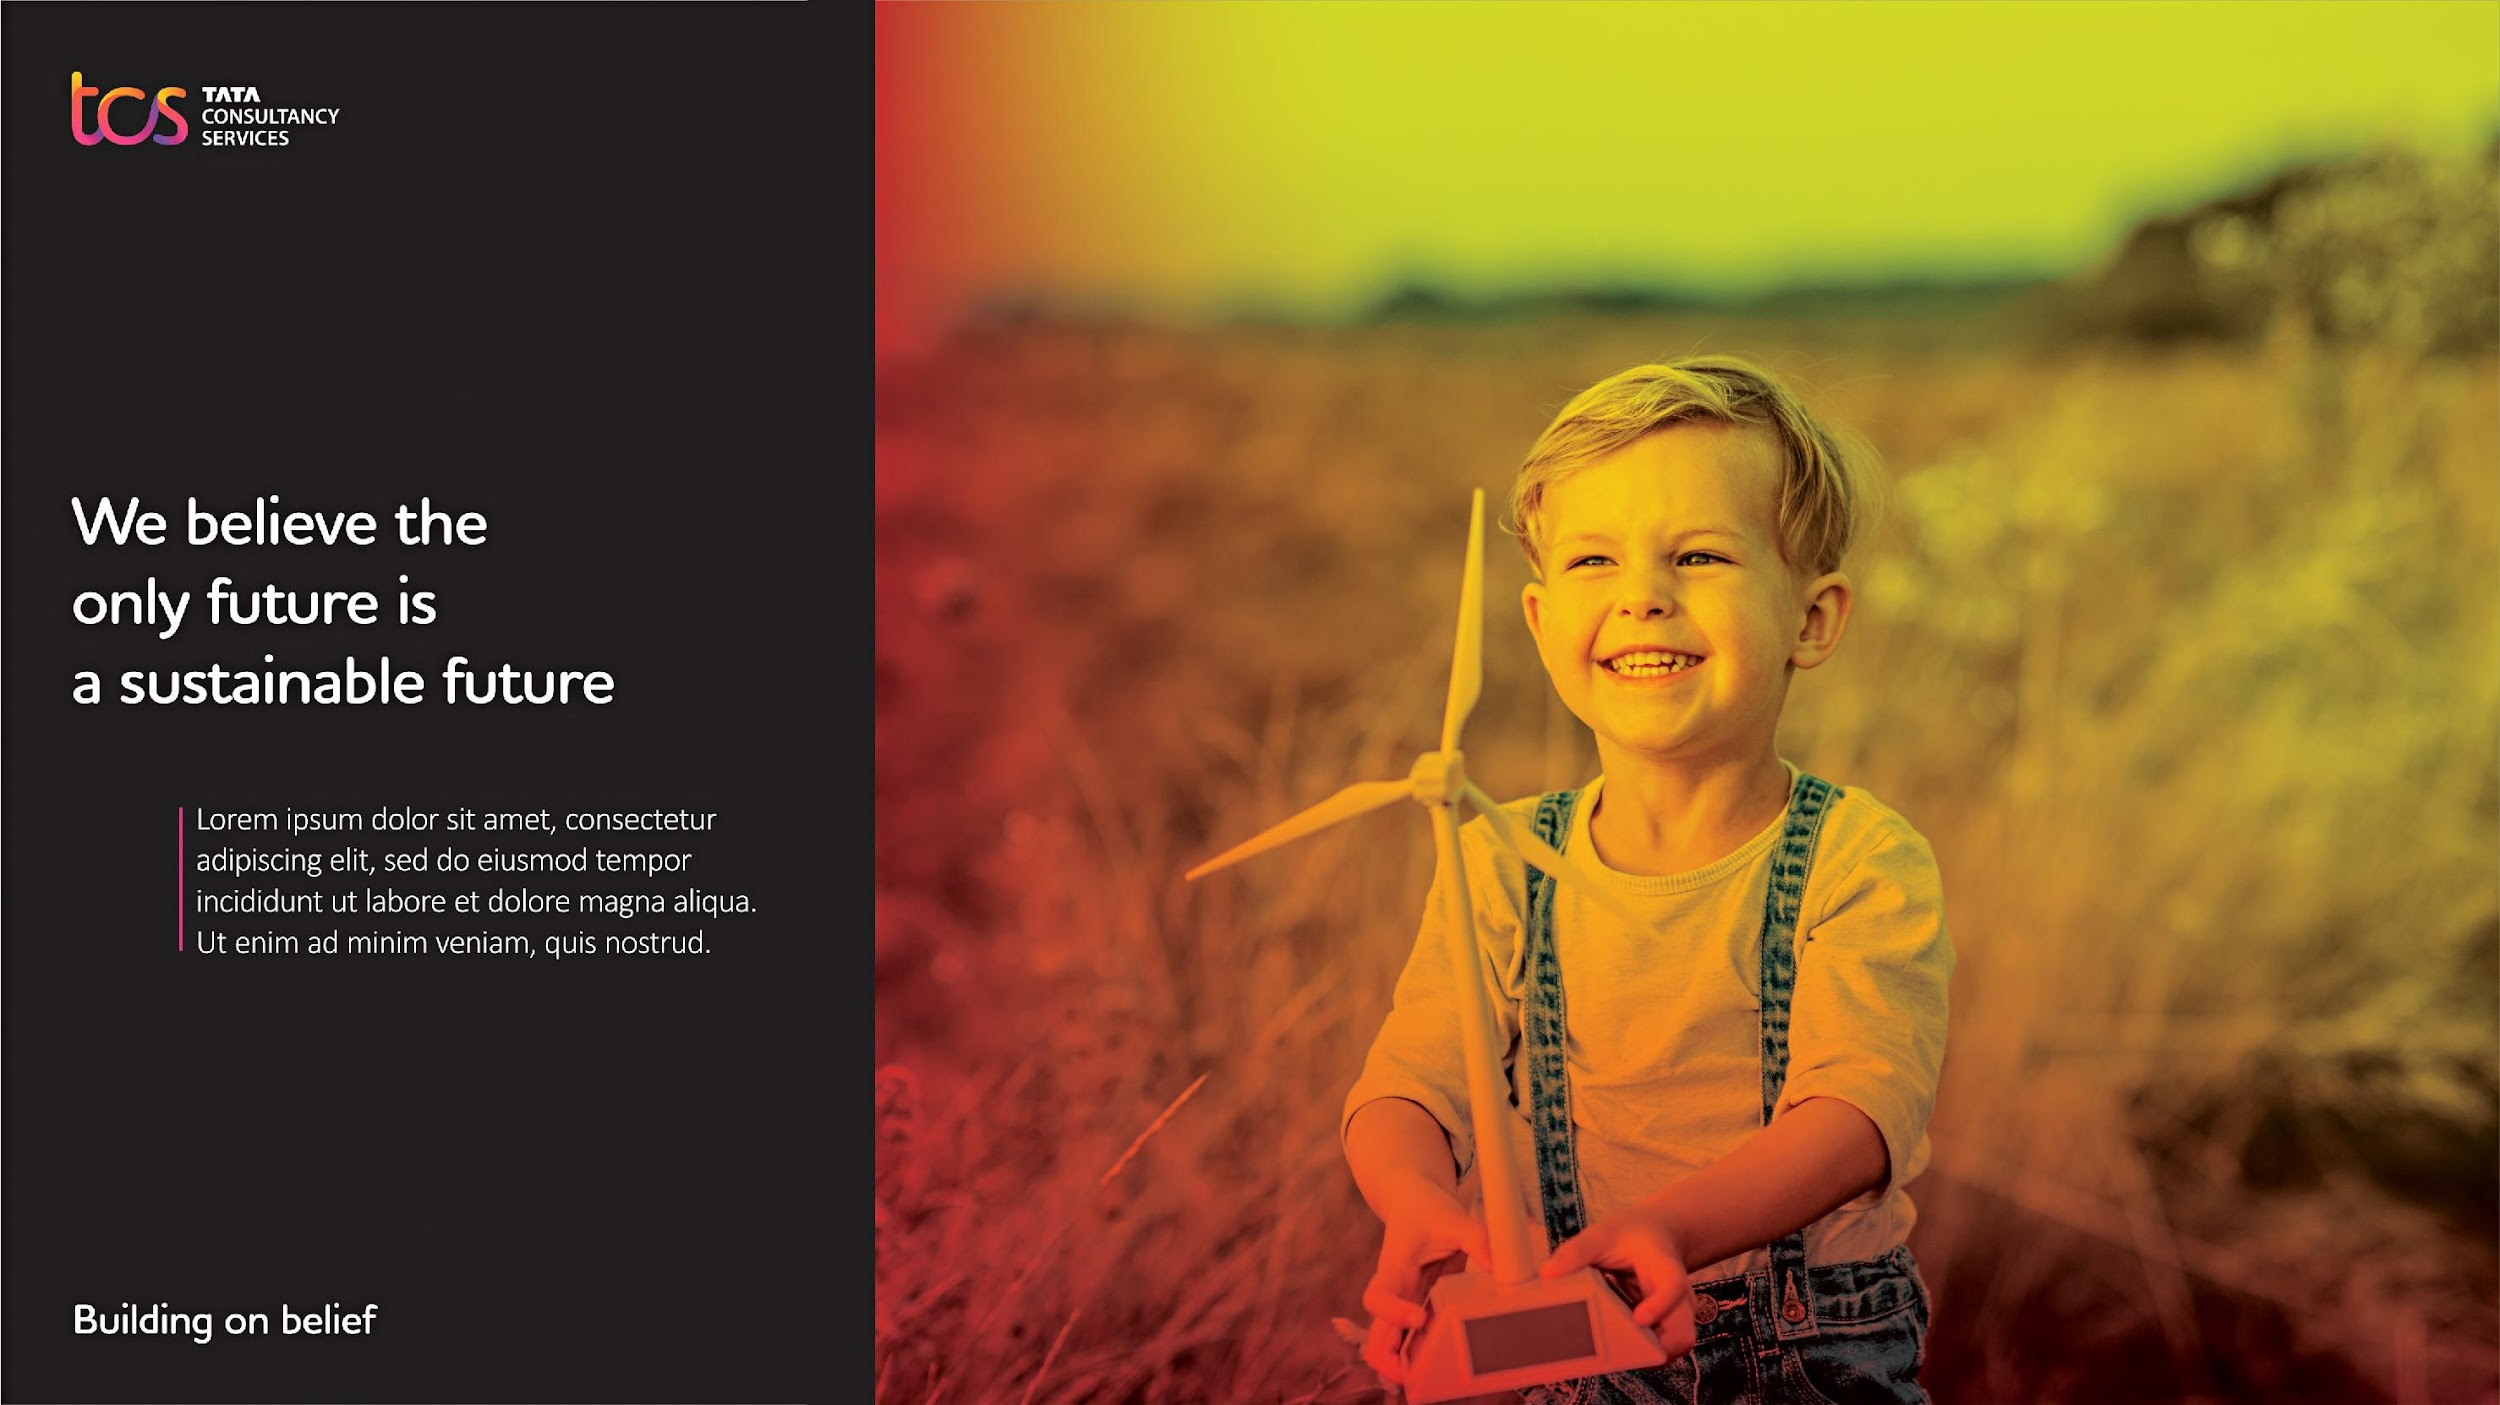 tcs
TATA
CONSULTANCY
SERVICES
We believe the
only future is
a sustainable future
Lorem ipsum dolor sit amet, consectetur
adipiscing elit, sed do eiusmod tempor
incididunt ut labore et dolore magna aliqua.
Ut enim ad minim veniam, quis nostrud.
Building on belief